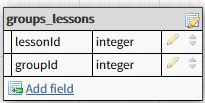 groups_lessons
lessonId integer
groupId integer
Add field